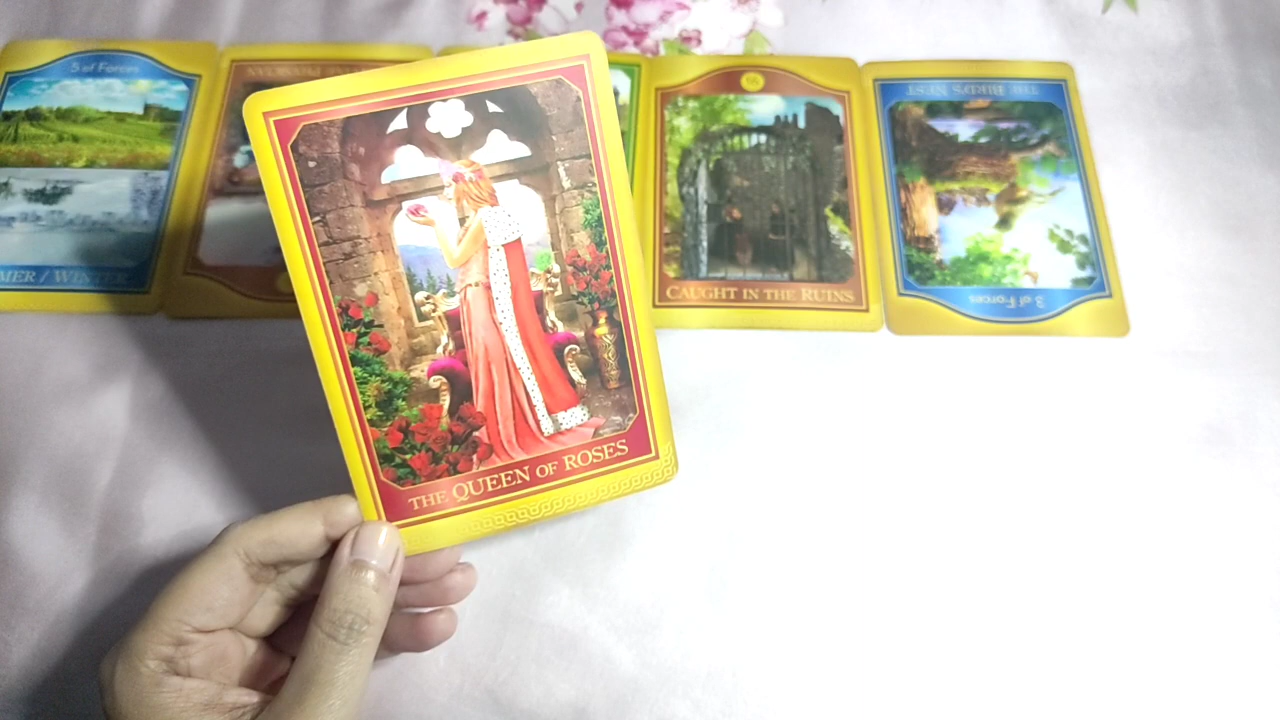 5 of Forces
MER / WINTER
THE QUEEN OF ROSES
CAUGHT IN THE RUINS
THE BIRD'S NEST
3 of Forces